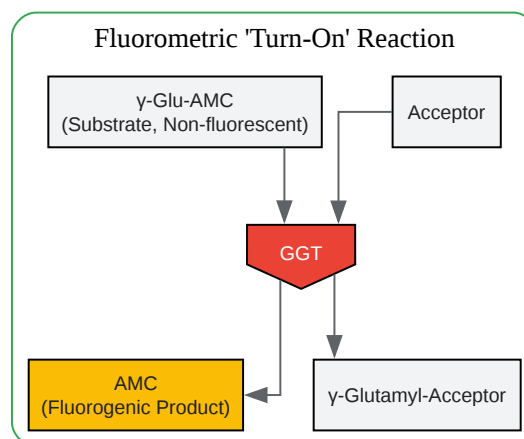 Fluorometric 'Turn-On' Reaction
γ-Glu-AMC
(Substrate, Non-fluorescent)
Acceptor
GGT
AMC
(Fluorogenic Product)
γ-Glutamyl-Acceptor